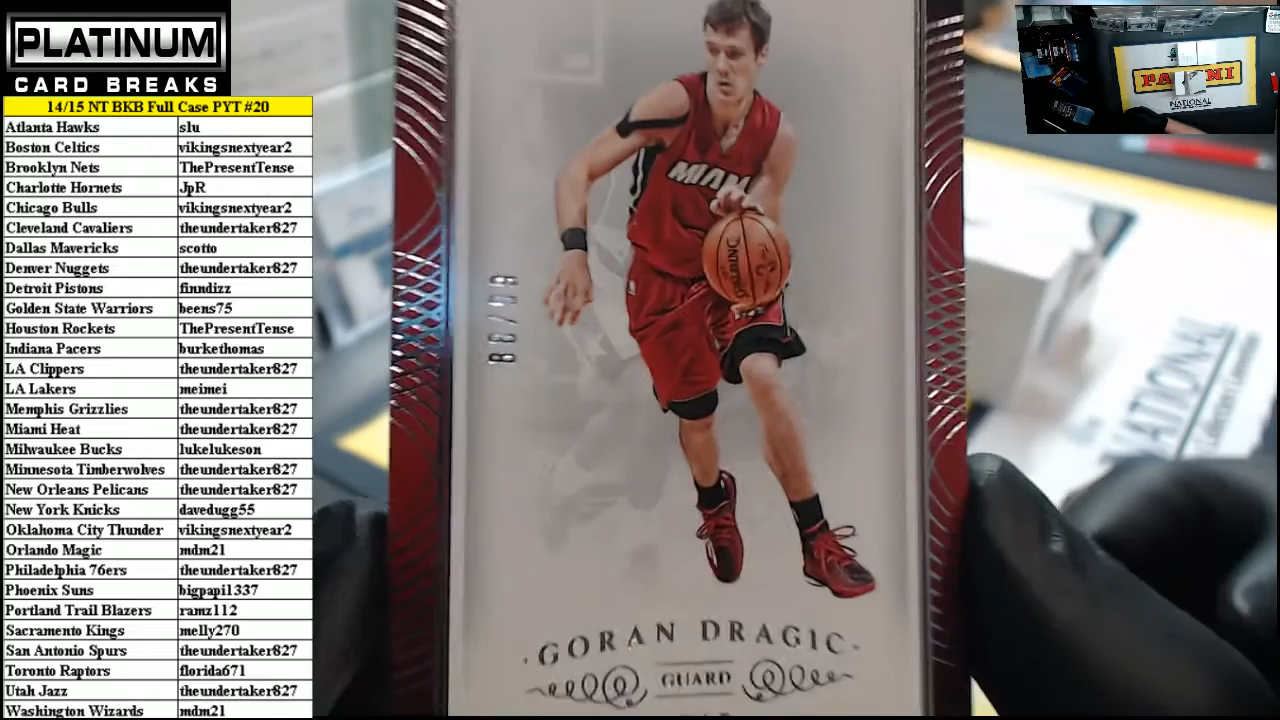 PLATINUM
CARD BREAKS
14/15 NT BKB Full Case PYT #20
Atlanta Hawks slu
Boston Celtics vikingsnextyear2
Brooklyn Nets ThePresentTense
Charlotte Hornets JpR
Chicago Bulls vikingsnextyear2
Cleveland Cavaliers theundertaker827
Dallas Mavericks scotto
Denver Nuggets theundertaker827
Detroit Pistons finndizz
Golden State Warriors beens75
Houston Rockets ThePresentTense
Indiana Pacers burkethomas
LA Clippers theundertaker827
LA Lakers meimei
Memphis Grizzlies theundertaker827
Miami Heat theundertaker827
Milwaukee Bucks lukelukeson
Minnesota Timberwolves theundertaker827
New Orleans Pelicans theundertaker827
New York Knicks davedugg55
Oklahoma City Thunder vikingsnextyear2
Orlando Magic mdm21
Philadelphia 76ers theundertaker827
Phoenix Suns bigpapi1337
Portland Trail Blazers ramz112
Sacramento Kings melly270
San Antonio Spurs theundertaker827
Toronto Raptors florida671
Utah Jazz theundertaker827
Washington Wizards mdm21
MIAMI
SPALDING
GORAN DRAGIC
GUARD
PANINI
NATIONAL
NATIONAL